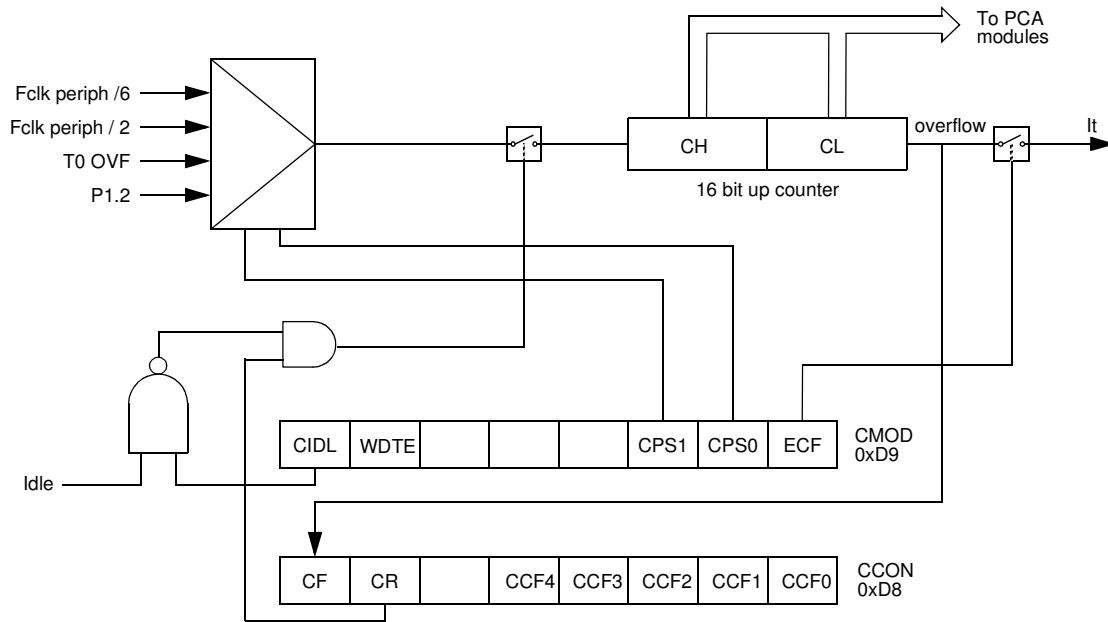 To PCA
modules
Fclk periph /6
Fclk periph / 2
T0 OVF
P1.2
CH
CL
overflow
It
16 bit up counter
CIDL
WDTE
CPS1
CPS0
ECF
CMOD
0xD9
Idle
CF
CR
CCF4
CCF3
CCF2
CCF1
CCF0
CCON
0xD8